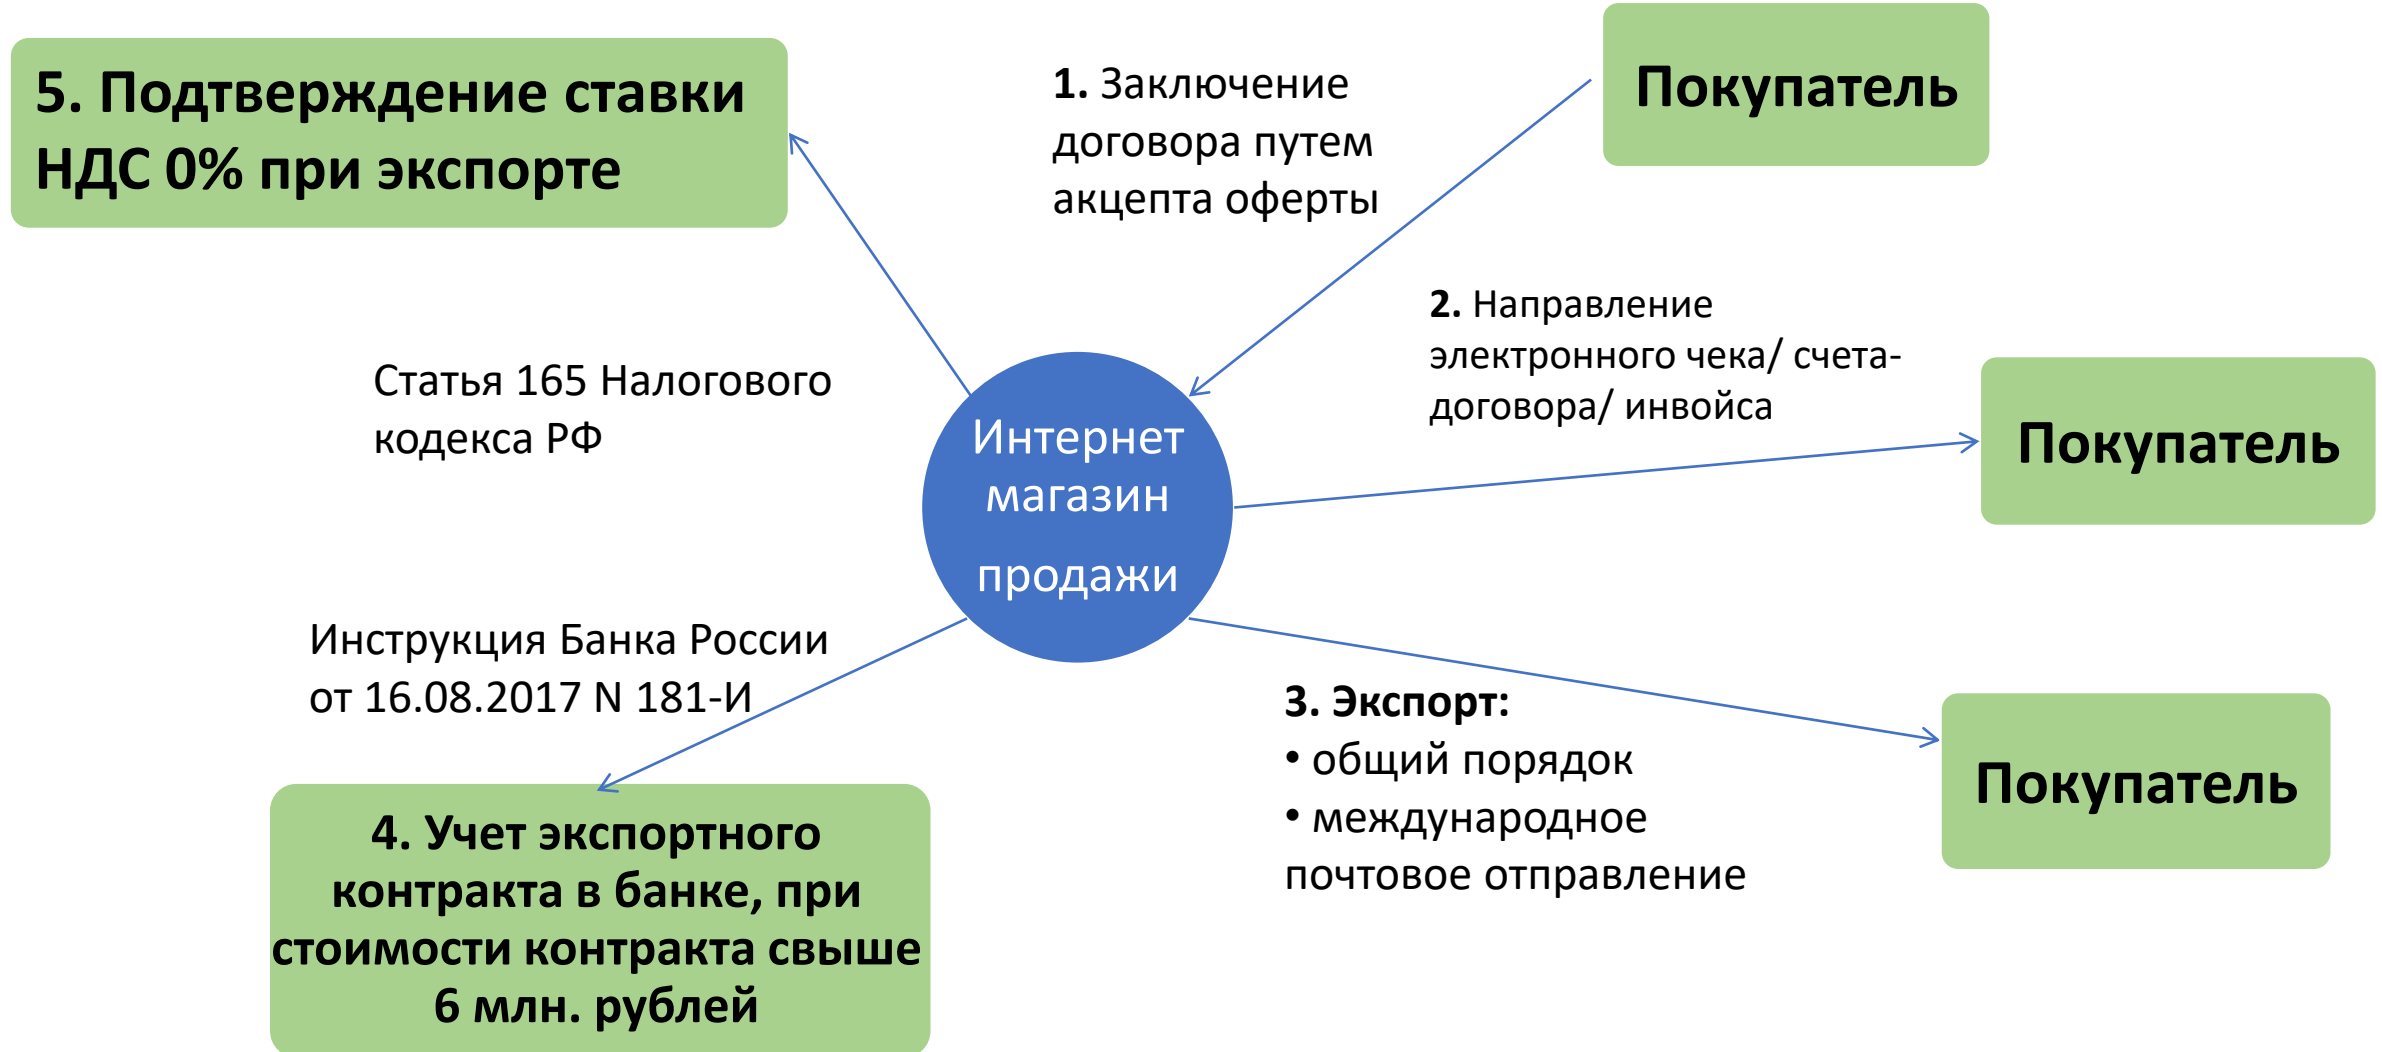 5. Подтверждение ставки
НДС 0% при экспорте
1. Заключение
договора путем
акцепта оферты
Покупатель
2. Направление
электронного чека/ счета-
договора/ инвойса
Покупатель
Статья 165 Налогового
кодекса РФ
Интернет
магазин
продажи
Инструкция Банка России
от 16.08.2017 N 181-И
3. Экспорт:
• общий порядок
• международное
почтовое отправление
Покупатель
4. Учет экспортного
контракта в банке, при
стоимости контракта свыше
6 млн. рублей